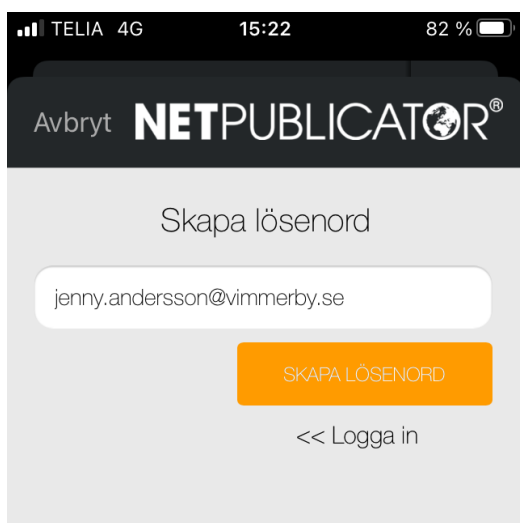 TELIA 4G 15:22 82 %
Avbryt NETPUBLICATOR®
Skapa lösenord
jenny.andersson@vimmerby.se
SKAPA LÖSENORD
<< Logga in